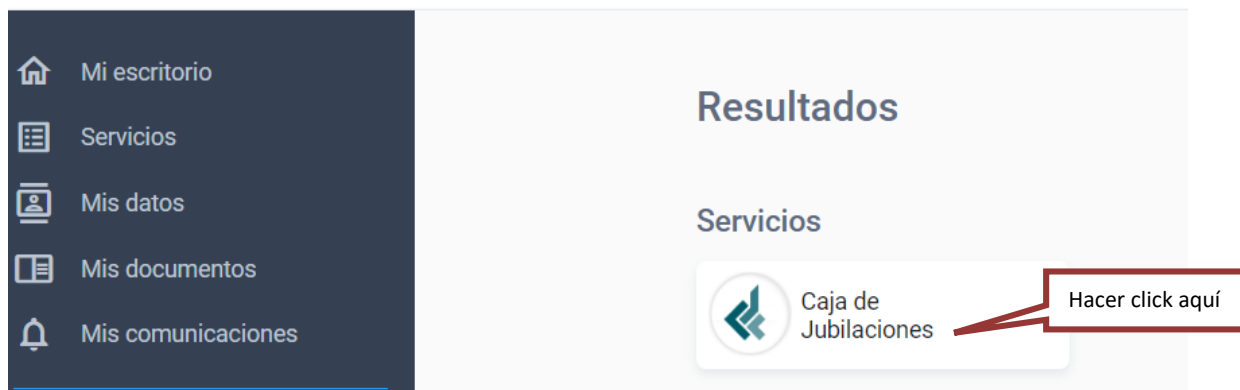 Mi escritorio
Servicios
Mis datos
Mis documentos
Mis comunicaciones
Resultados
Servicios
Caja de
Jubilaciones
Hacer click aquí